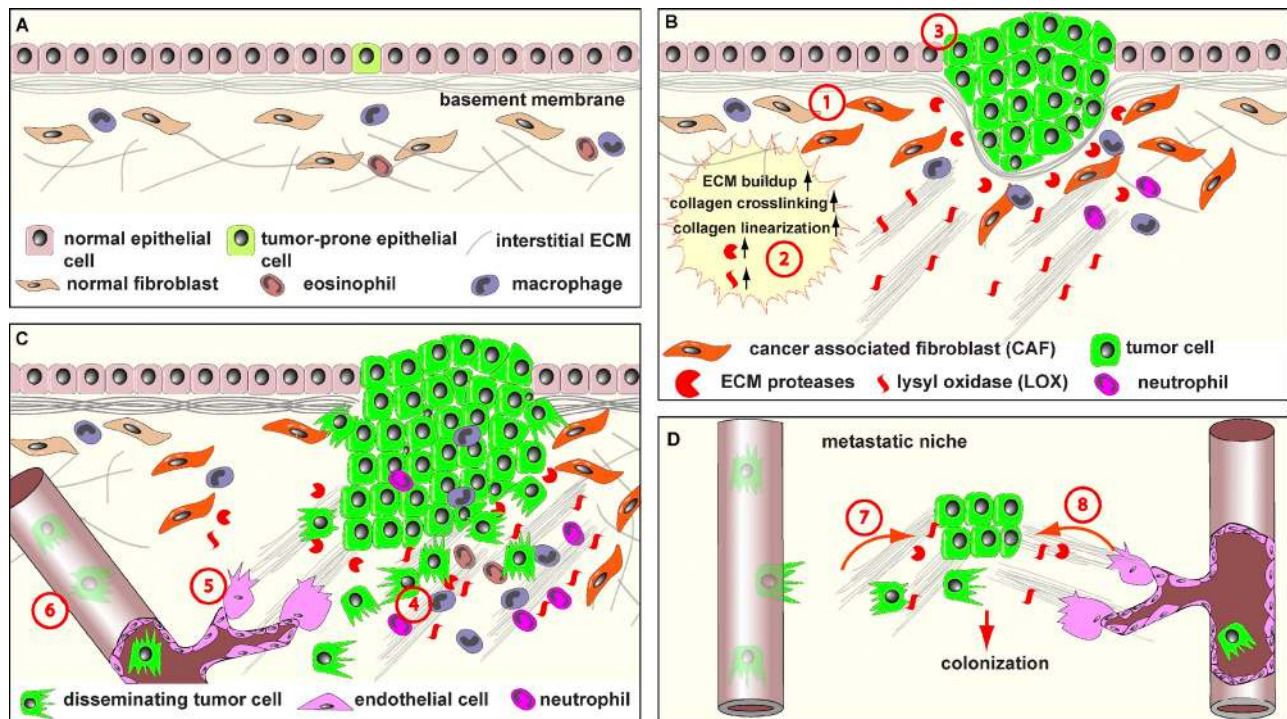 A
basement membrane
normal epithelial
cell
tumor-prone epithelial
cell
interstitial ECM
normal fibroblast
eosinophil
macrophage
B
3
1
ECM buildup
collagen crosslinking
collagen linearization
2
cancer associated fibroblast (CAF)
tumor cell
ECM proteases
lysyl oxidase (LOX)
neutrophil
C
5
6
4
disseminating tumor cell
endothelial cell
neutrophil
D
metastatic niche
7
8
colonization